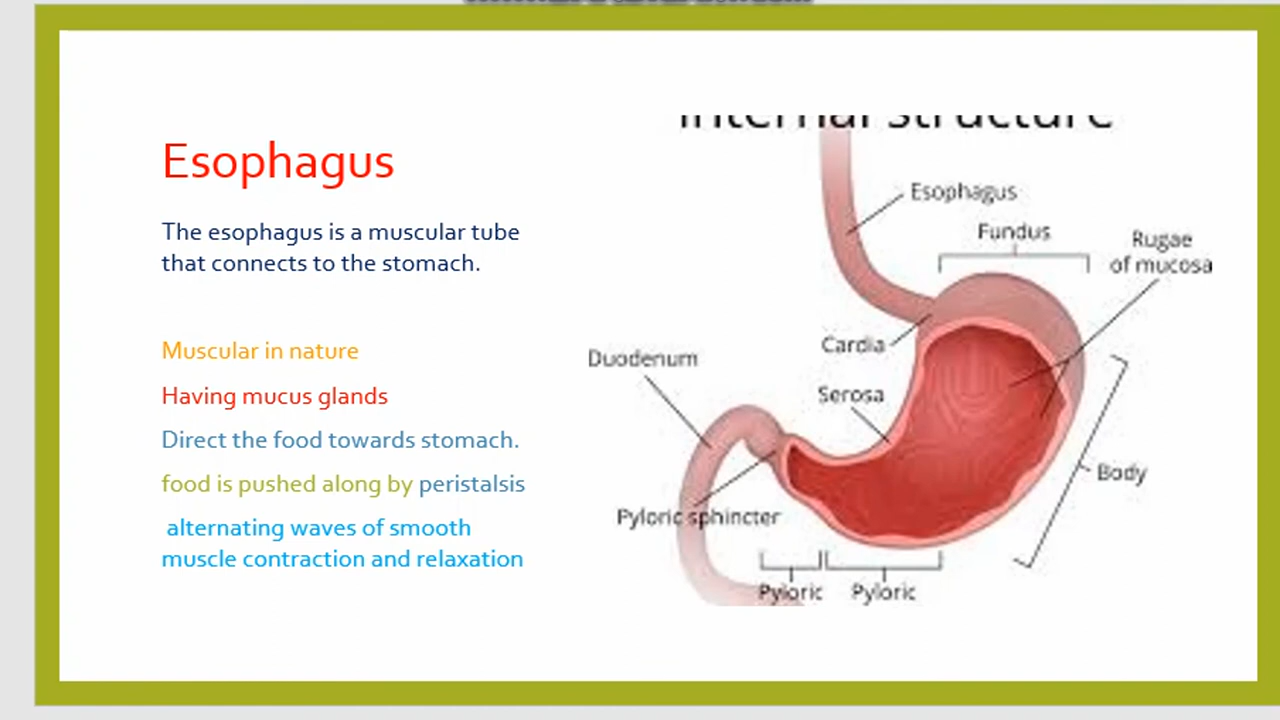 Internal structure
Esophagus
The esophagus is a muscular tube
that connects to the stomach.
Muscular in nature
Having mucus glands
Direct the food towards stomach.
food is pushed along by peristalsis
alternating waves of smooth
muscle contraction and relaxation
Esophagus
Fundus
Rugae
of mucosa
Cardia
Duodenum
Serosa
Body
Pyloric sphincter
Pyloric
Pyloric